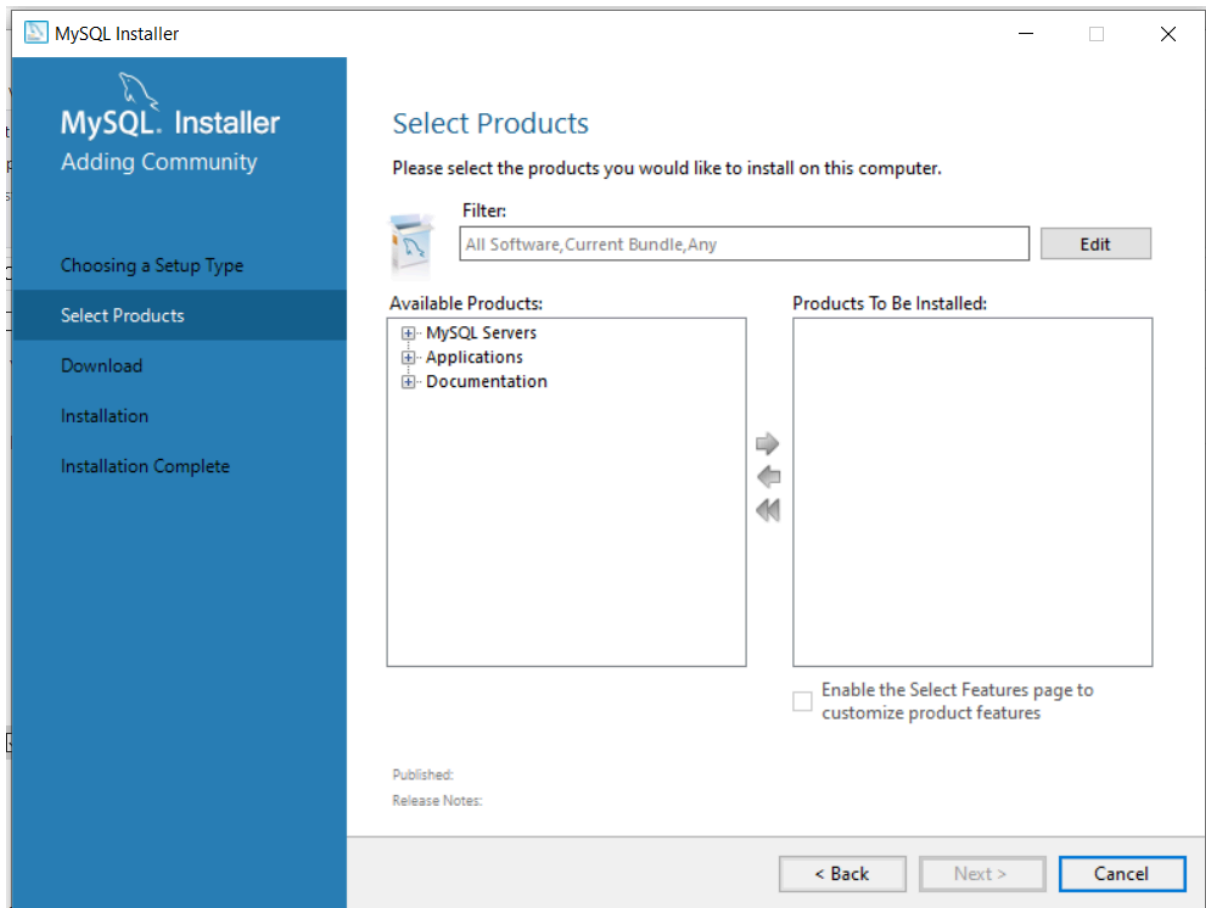 MySQL Installer
MySQL. Installer
Adding Community
Choosing a Setup Type
Select Products
Download
Installation
Installation Complete
Select Products
Please select the products you would like to install on this computer.
Filter:
All Software,Current Bundle,Any
Edit
Available Products:
MySQL Servers
Applications
Documentation
Products To Be Installed:
Enable the Select Features page to
customize product features
Published:
Release Notes:
< Back
Next >
Cancel